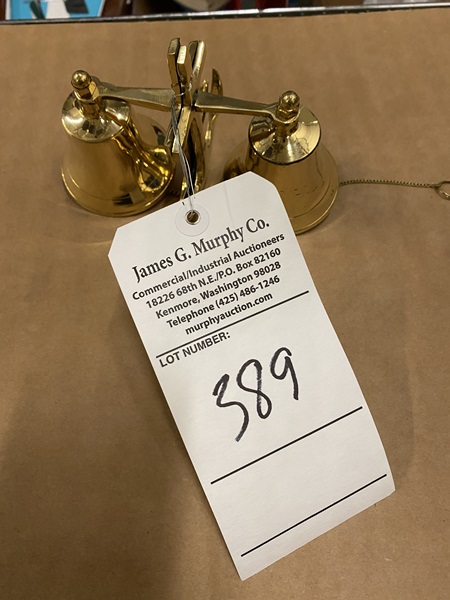 James G. Murphy Co.
Commercial/Industrial Auctioneers
18226 68th N.E./P.O. Box 82160
Kenmore, Washington 98028
Telephone (425) 486-1246
murphyauction.com
LOT NUMBER:
389